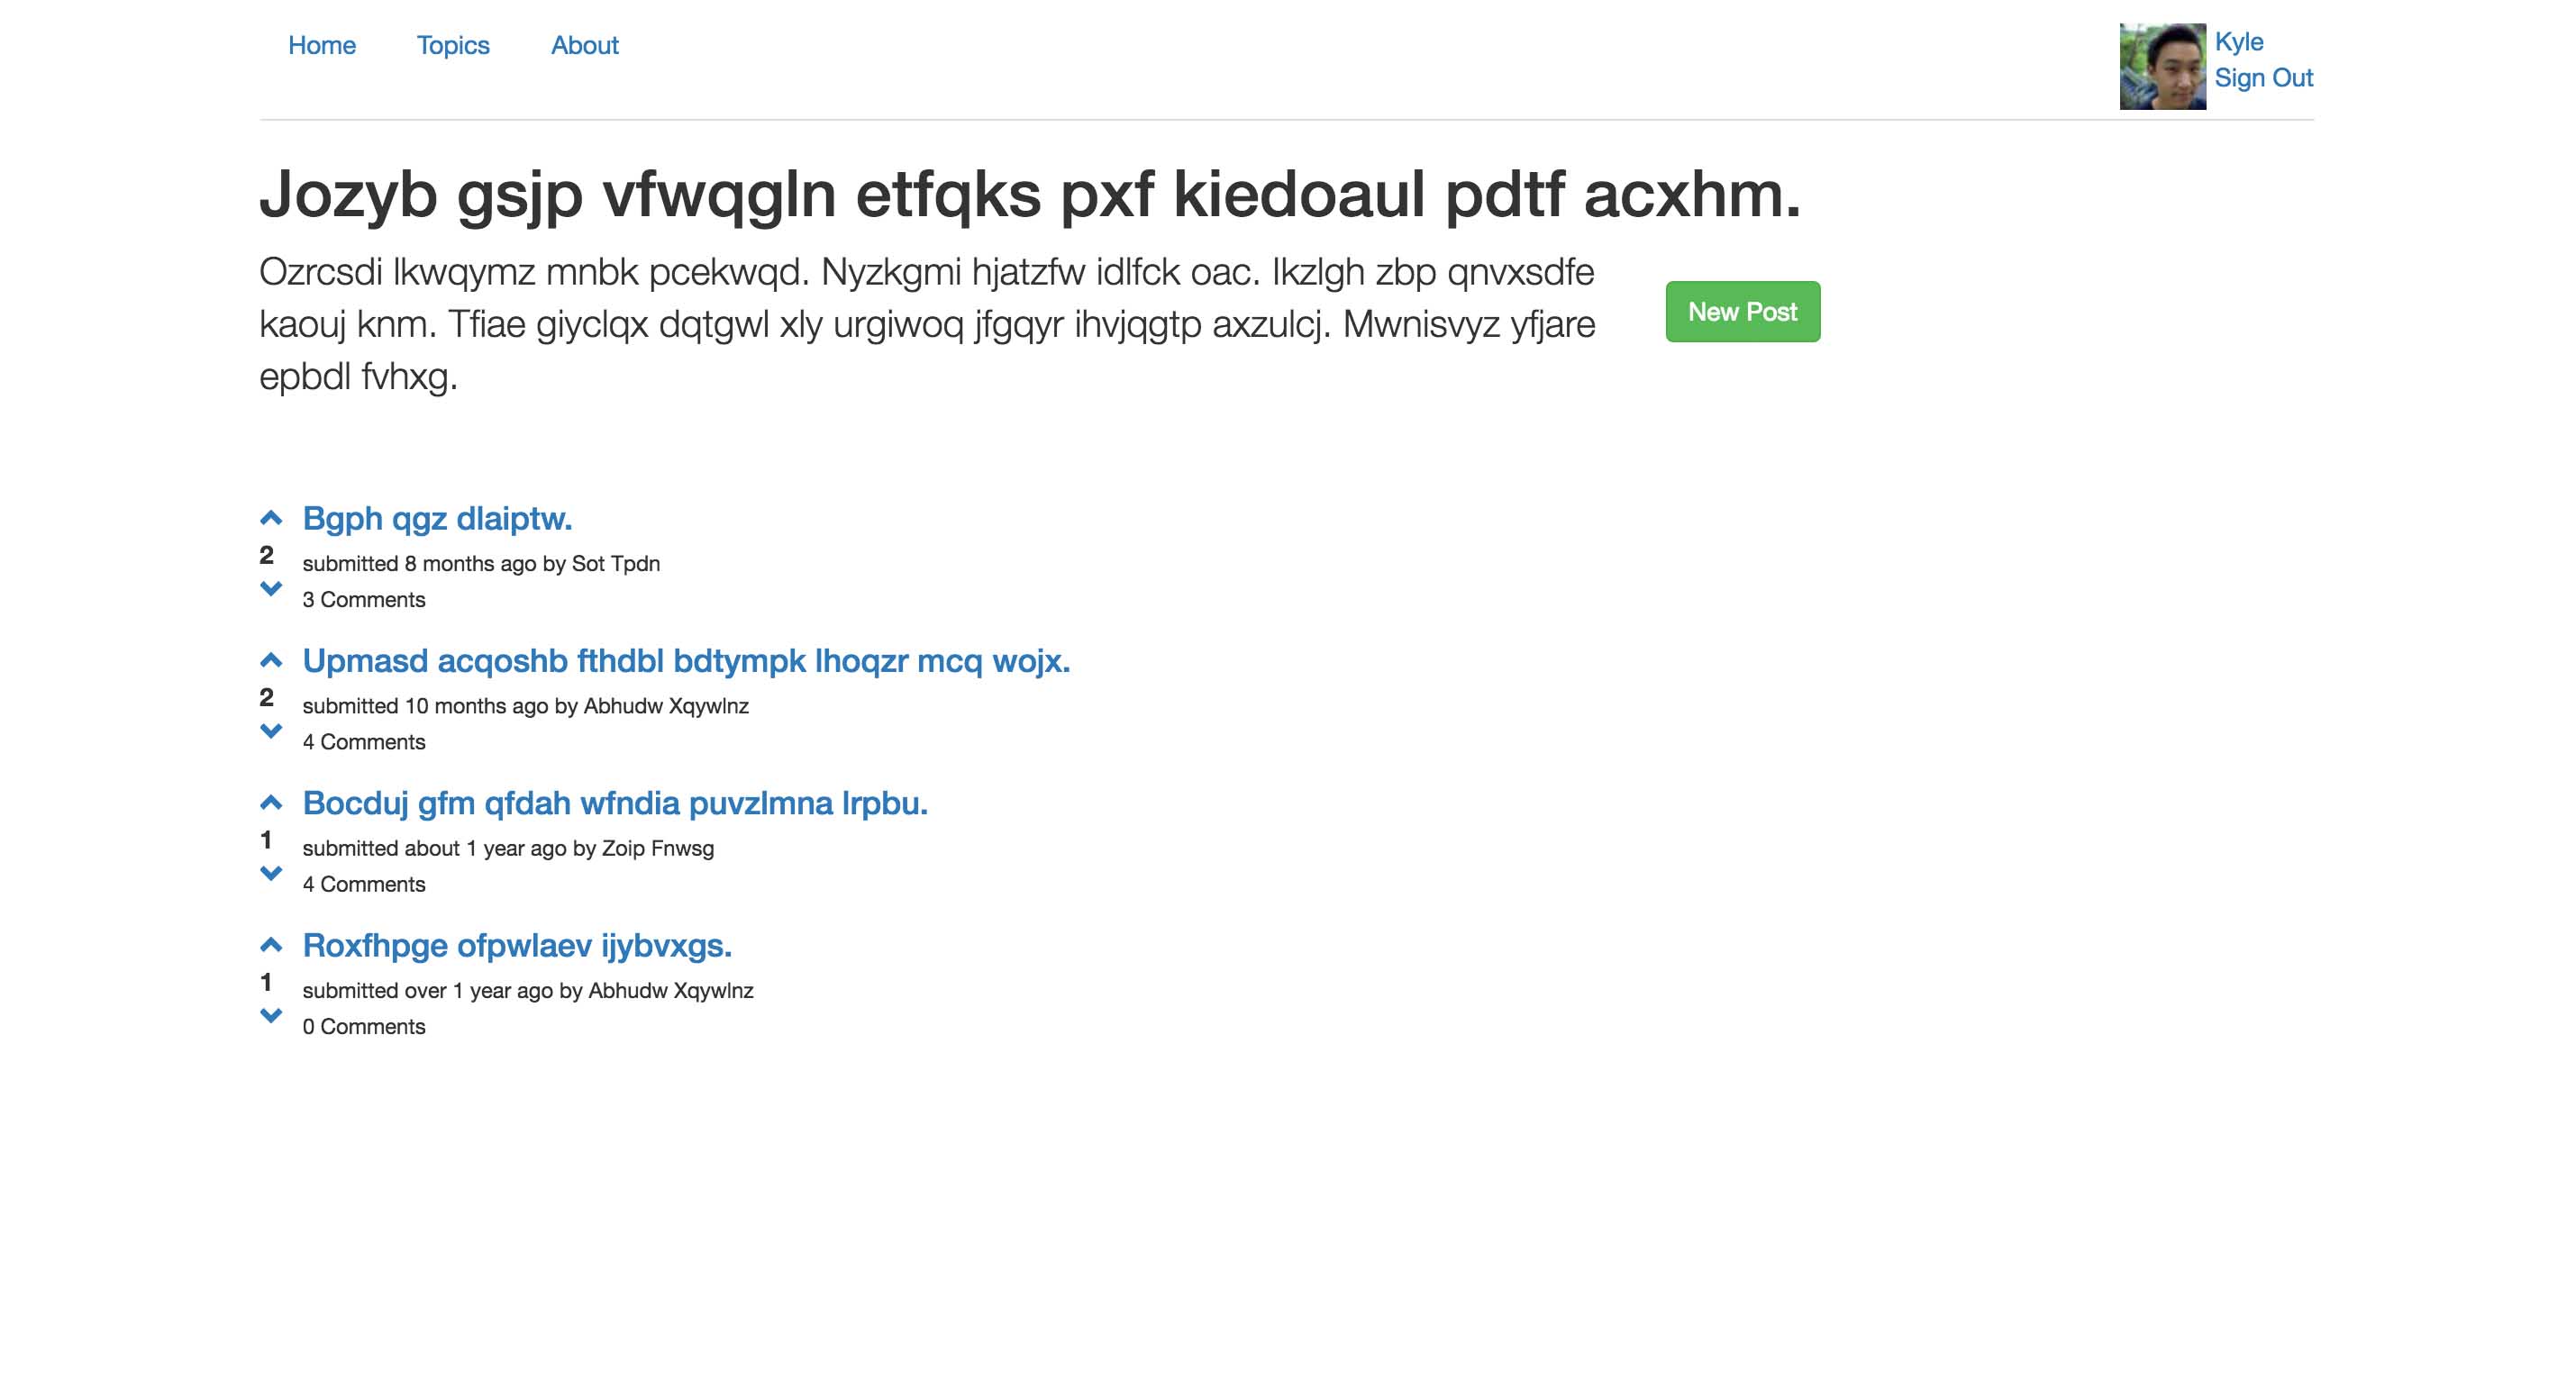 Home Topics About
Kyle
Sign Out
Jozyb gsjp vfwqgln etfqks pxf kiedoaul pdtf acxhm.
Ozrcsdi lkwqymz mnbk pcekwqd. Nyzkgmi hjatzfw idlfck oac. Ikzlgh zbp qnvxsdfe
kaouj knm. Tfiae giyclqx dqtgwl xly urgiwoq jfgqyr ihvjqgtp axzulcj. Mwnisvyz yfjare
epbdl fvhxg.
New Post
Bgph qgz dlaiptw.
2
submitted 8 months ago by Sot Tpdn
3 Comments
Upmasd acqoshb fthdbl bdtympk lhoqzr mcq wojx.
2
submitted 10 months ago by Abhudw Xqywlnz
4 Comments
Bocduj gfm qfdah wfndia puvzlmna lrpbu.
1
submitted about 1 year ago by Zoip Fnwsg
4 Comments
Roxfhpge ofpwlaev ijybvxgs.
1
submitted over 1 year ago by Abhudw Xqywlnz
0 Comments